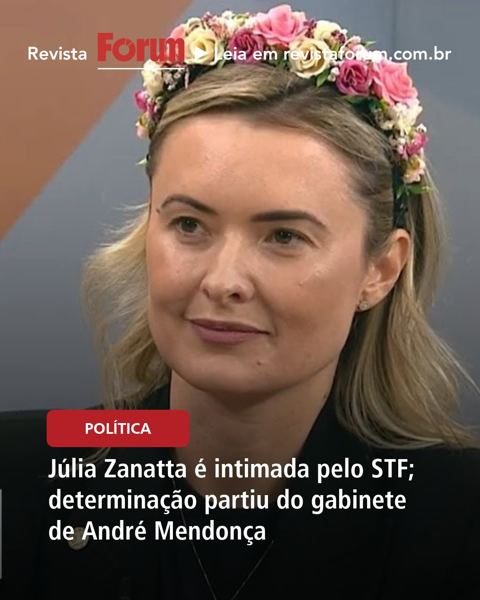 Revista Forum Leia em revistaforum.com.br
POLÍTICA
Júlia Zanatta é intimada pelo STF;
determinação partiu do gabinete
de André Mendonça